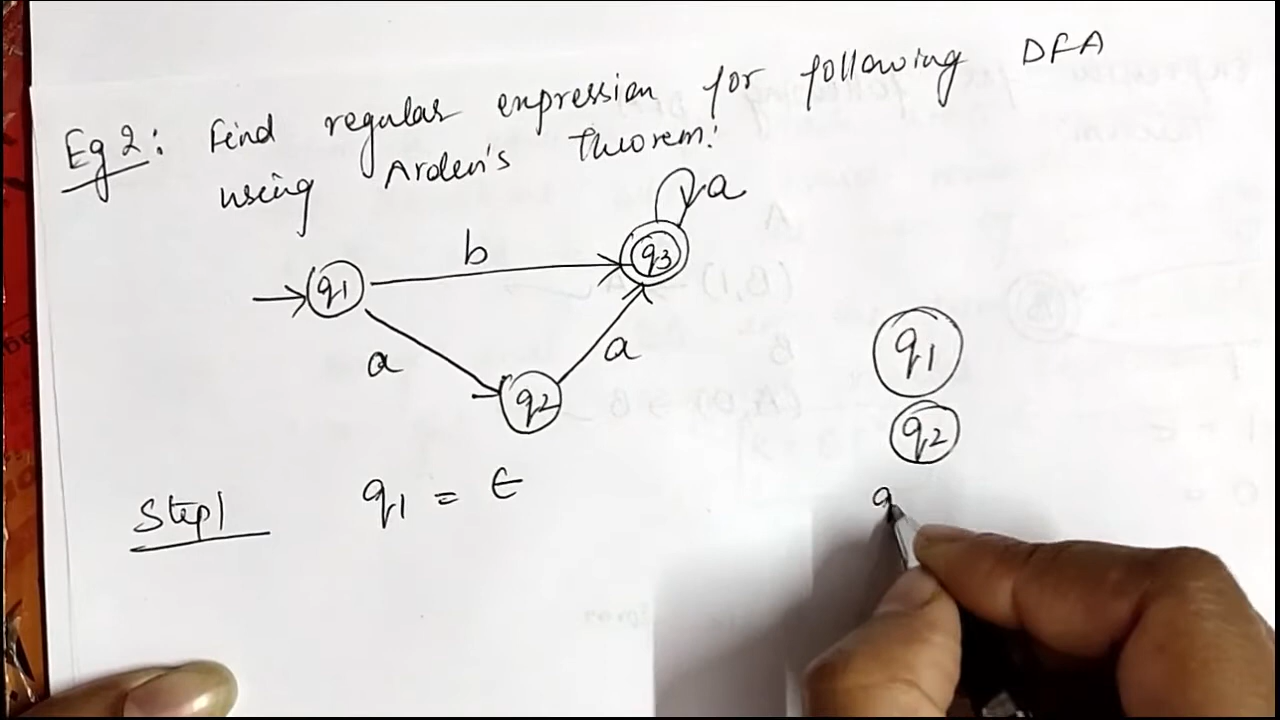 Eg 2: Find regular expression for following DFA
using Arden's theorem:
a
b
q1
q3
a
a
q2
q1
q2
Step1
q1 = ε
q